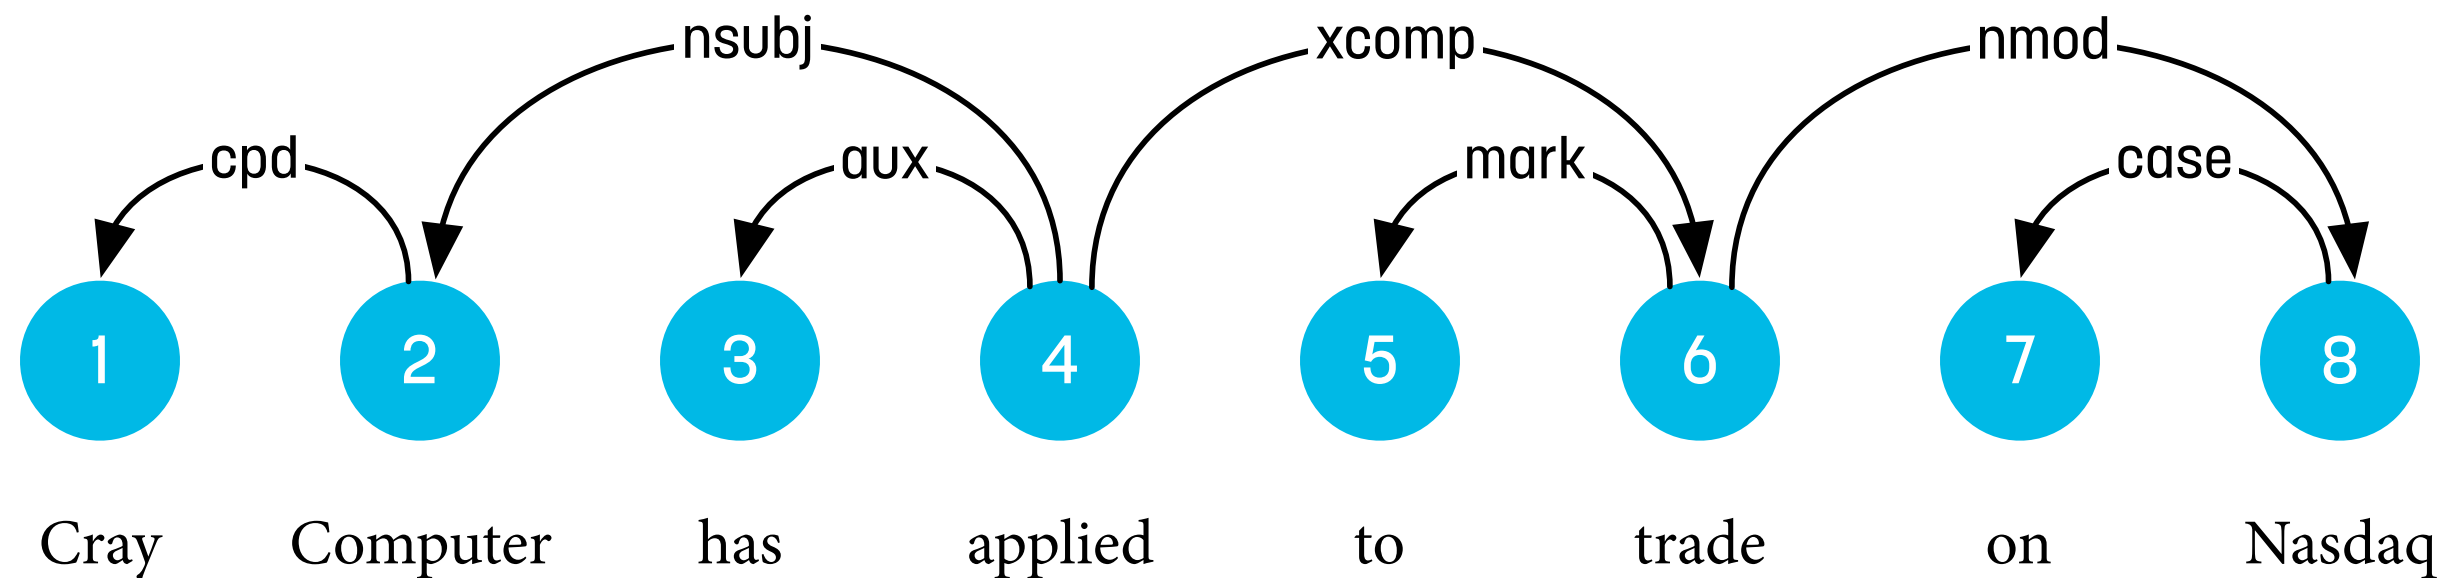 nsubj xcomp nmod
cpd aux mark case
1 2 3 4 5 6 7 8
Cray Computer has applied to trade on Nasdaq